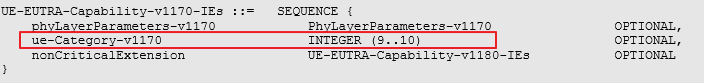 UE-EUTRA-Capability-v1170-IEs ::= SEQUENCE {
phyLayerParameters-v1170 PhyLayerParameters-v1170 OPTIONAL,
ue-Category-v1170 INTEGER (9..10) OPTIONAL,
nonCriticalExtension UE-EUTRA-Capability-v1180-IEs OPTIONAL
}